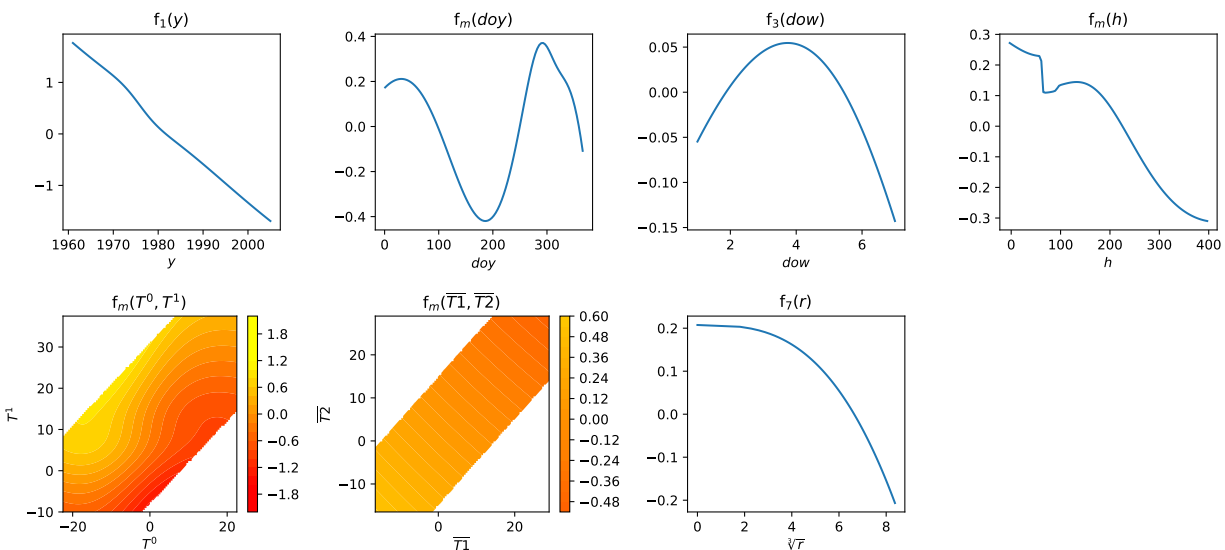 f₁(y)
1
0
−1
1960 1970 1980 1990 2000
y
fₘ(doy)
0.4
0.2
0.0
−0.2
−0.4
0 100 200 300
doy
f₃(dow)
0.05
0.00
−0.05
−0.10
−0.15
2 4 6
dow
fₘ(h)
0.3
0.2
0.1
0.0
−0.1
−0.2
−0.3
0 100 200 300 400
h
fₘ(T⁰, T¹)
30
20
10
0
−10
T¹
−20 0 20
T⁰
1.8
1.2
0.6
0.0
−0.6
−1.2
−1.8
fₘ(T̅1̅, T̅2̅)
20
10
0
−10
T̅2̅
0 20
T̅1̅
0.60
0.48
0.36
0.24
0.12
0.00
−0.12
−0.24
−0.36
−0.48
f₇(r)
0.2
0.1
0.0
−0.1
−0.2
0 2 4 6 8
∛r